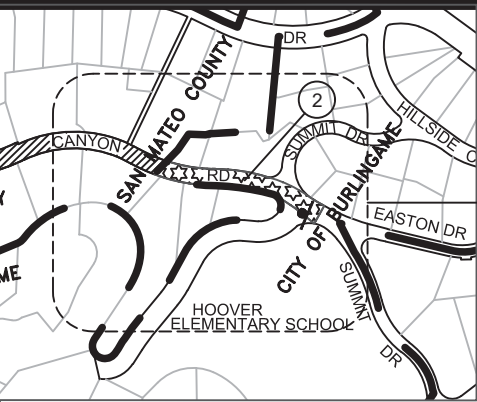 DR
2
SAN MATEO COUNTY
SUMMIT DR
HILLSIDE C
CANYON RD
CITY OF BURLINGAME
EASTON DR
Y
ME
SUMMIT DR
HOOVER
ELEMENTARY SCHOOL